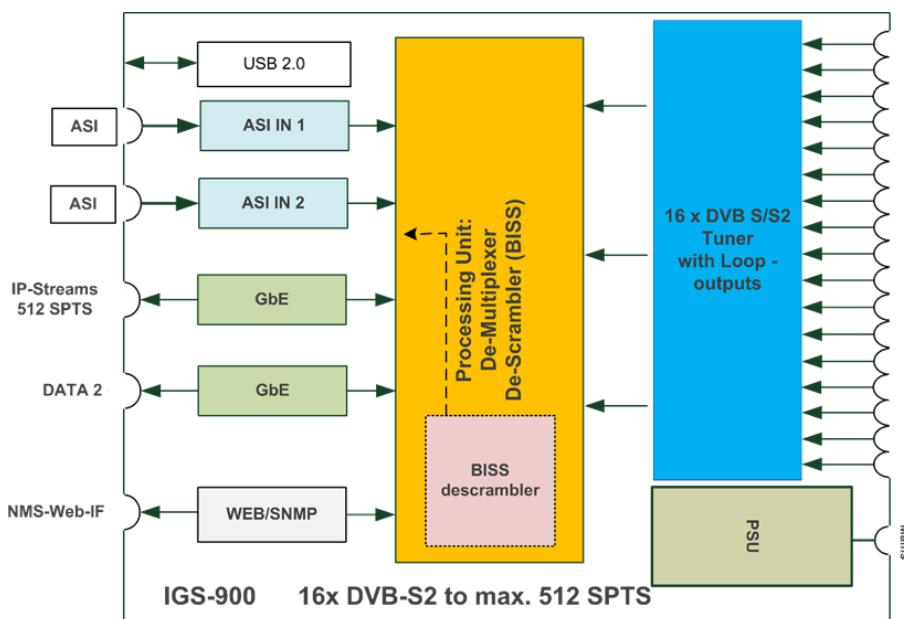 USB 2.0
ASI
ASI IN 1
ASI
ASI IN 2
IP-Streams
512 SPTS
GbE
DATA 2
GbE
NMS-Web-IF
WEB/SNMP
Processing Unit:
De-Multiplexer
De-Scrambler (BISS)
BISS
descrambler
16 x DVB S/S2
Tuner
with Loop -
outputs
PSU
IGS-900 16x DVB-S2 to max. 512 SPTS